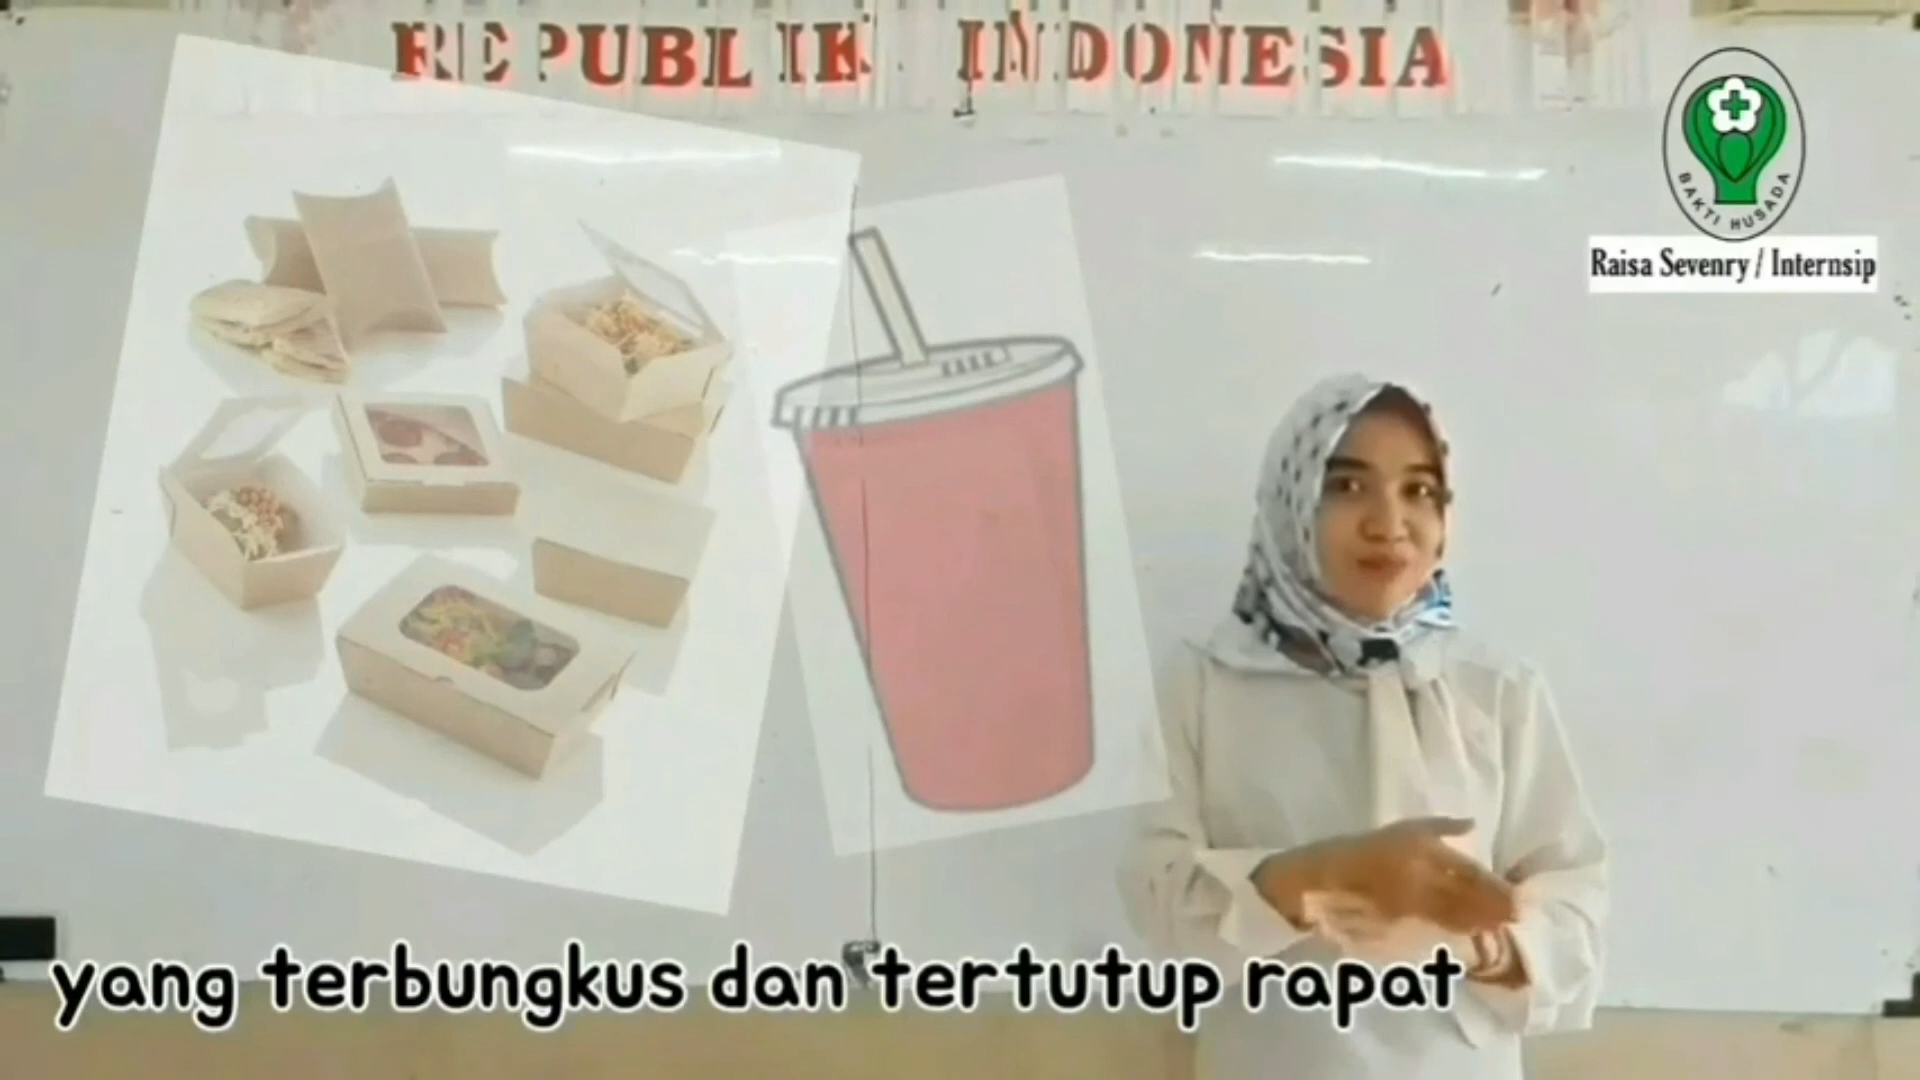 REPUBLIK INDONESIA
BAKTI HUSADA
Raisa Sevenry / Internsip
yang terbungkus dan tertutup rapat